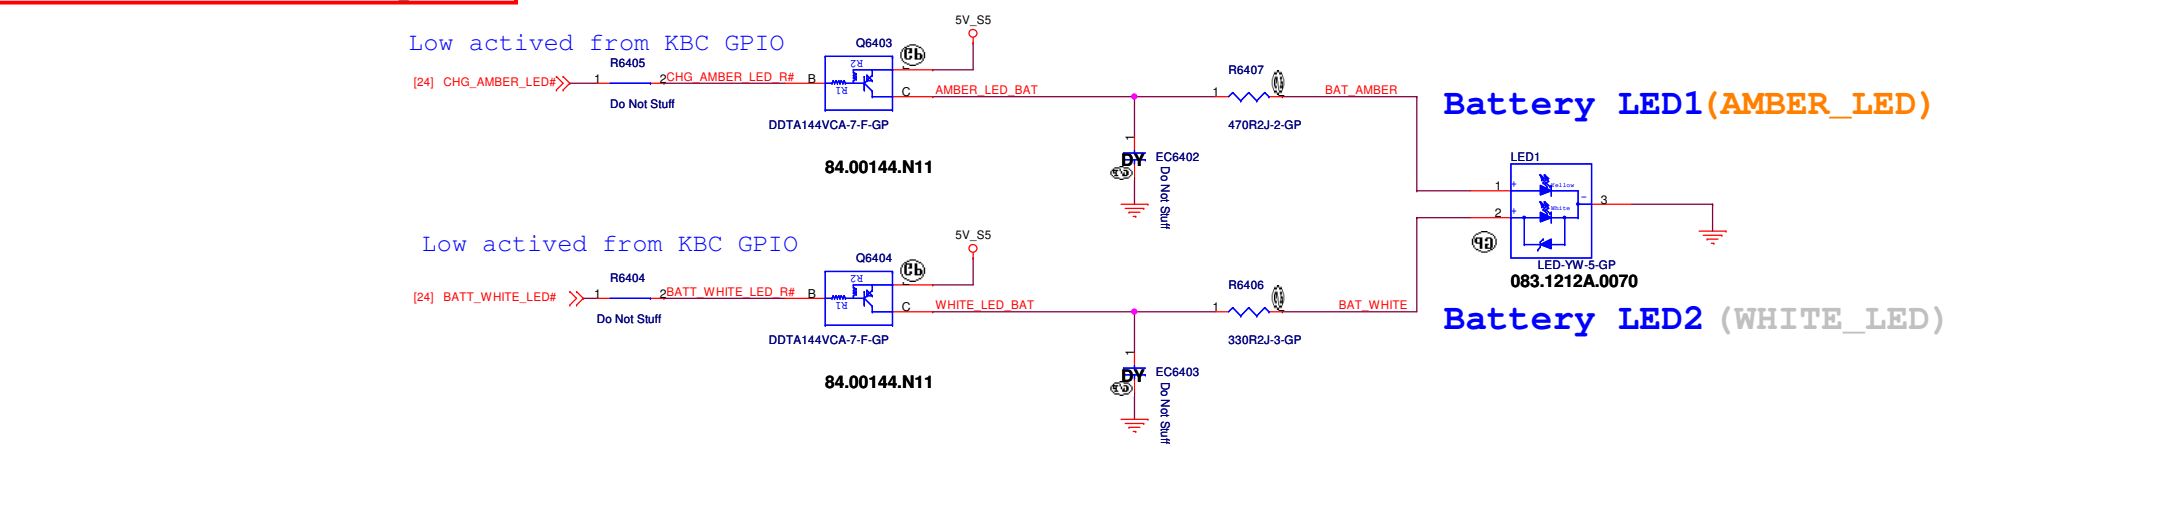 5V_S5
Low actived from KBC GPIO
Q6403
R6405
[24] CHG_AMBER_LED#
1
2
CHG_AMBER_LED_R#
B
R1
R2
C
AMBER_LED_BAT
Do Not Stuff
DDTA144VCA-7-F-GP
84.00144.N11
R6407
1
BAT_AMBER
470R2J-2-GP
Battery LED1(AMBER_LED)
1
DY
EC6402
Do Not Stuff
LED1
1
+
Yellow
2
+
White
-
3
GP
LED-YW-5-GP
083.1212A.0070
5V_S5
Low actived from KBC GPIO
Q6404
R6404
[24] BATT_WHITE_LED#
1
2
BATT_WHITE_LED_R#
B
R1
R2
C
WHITE_LED_BAT
Do Not Stuff
DDTA144VCA-7-F-GP
84.00144.N11
R6406
1
BAT_WHITE
330R2J-3-GP
Battery LED2 (WHITE_LED)
1
DY
EC6403
Do Not Stuff